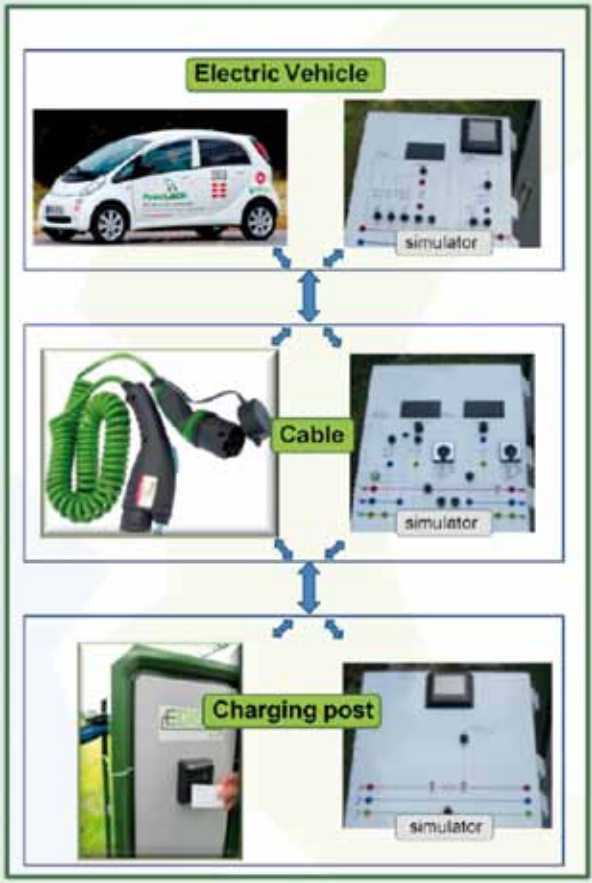 Electric Vehicle
simulator
Cable
simulator
Charging post
simulator